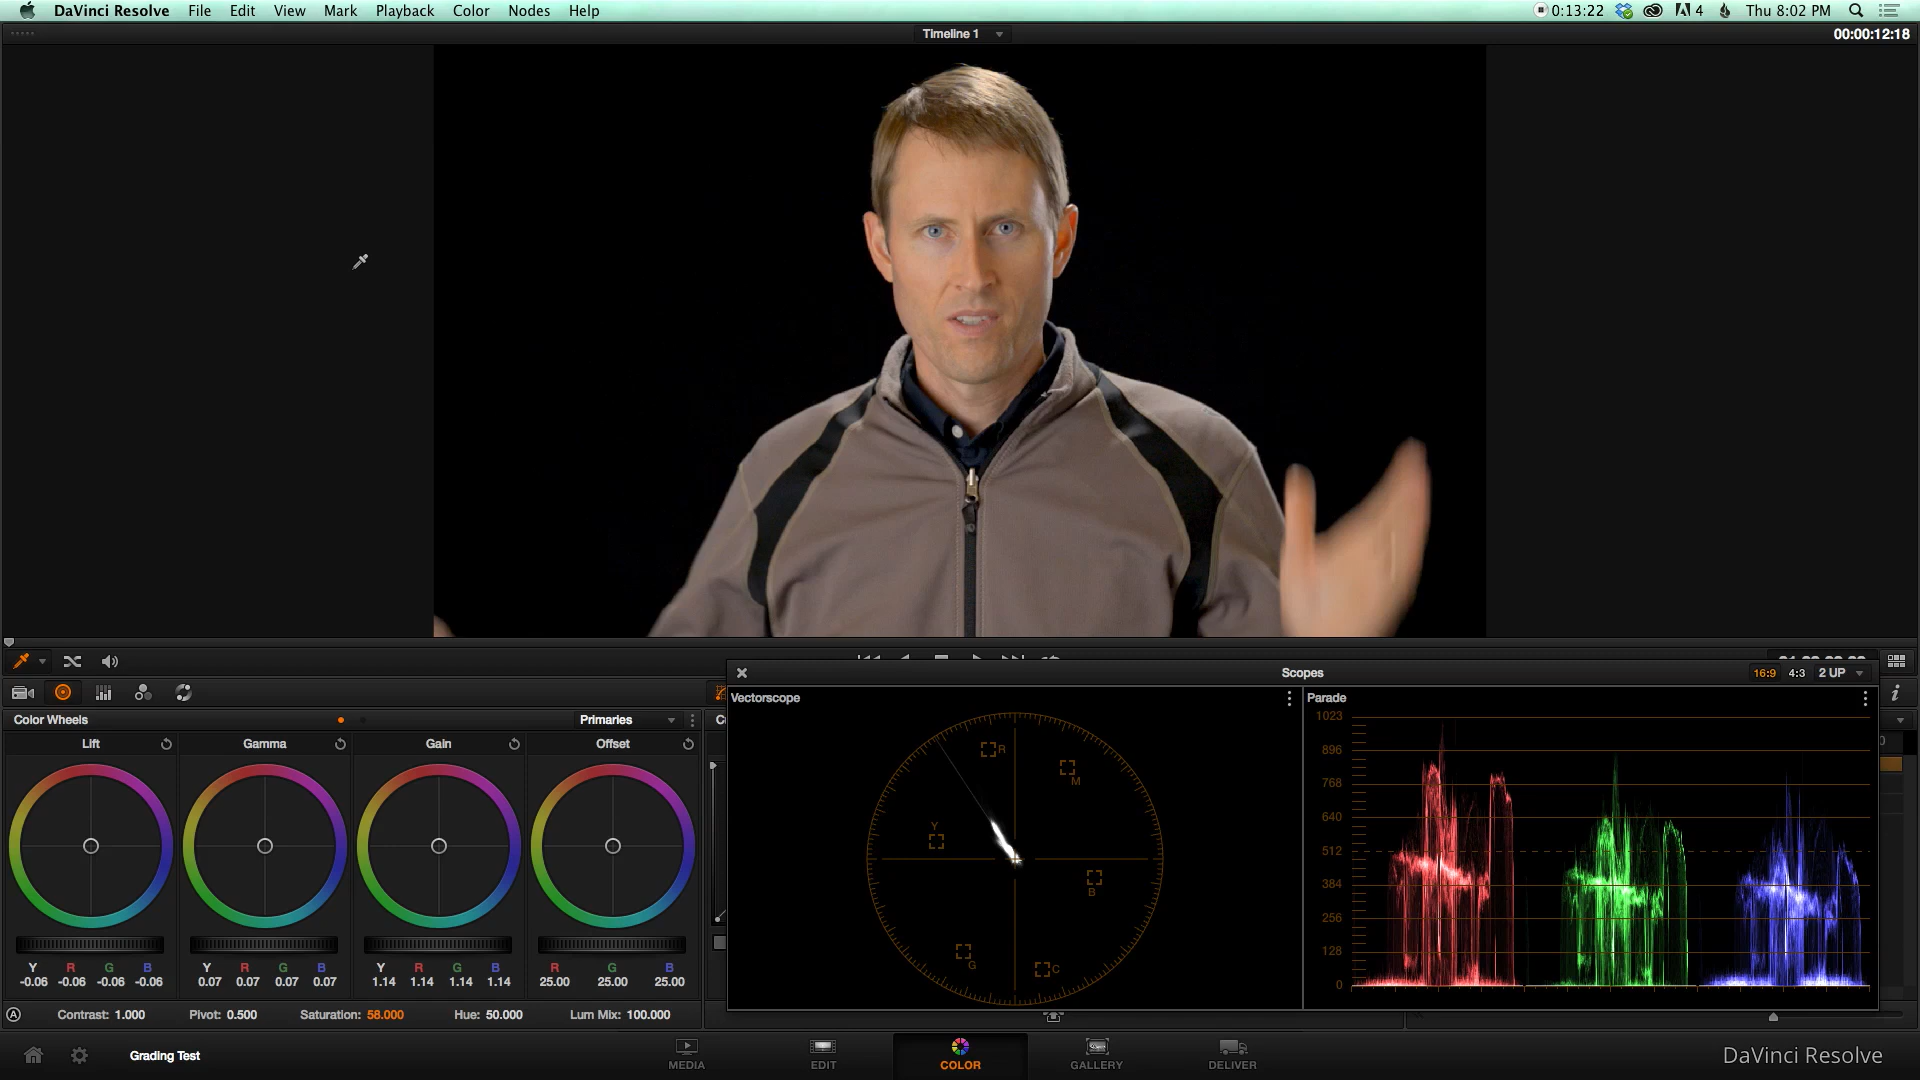 DaVinci Resolve File Edit View Mark Playback Color Nodes Help 0:13:22 4 Thu 8:02 PM
Timeline 1 00:00:12:18
Scopes 16:9 4:3 2 UP
Color Wheels Primaries
Vectorscope Parade
Lift Gamma Gain Offset
R
M
Y
B
G
C
1023
896
768
640
512
384
256
128
0
Y R G B Y R G B Y R G B R G B
-0.06 -0.06 -0.06 -0.06 0.07 0.07 0.07 0.07 1.14 1.14 1.14 1.14 25.00 25.00 25.00
A Contrast: 1.000 Pivot: 0.500 Saturation: 58.000 Hue: 50.000 Lum Mix: 100.000
Grading Test MEDIA EDIT COLOR GALLERY DELIVER DaVinci Resolve